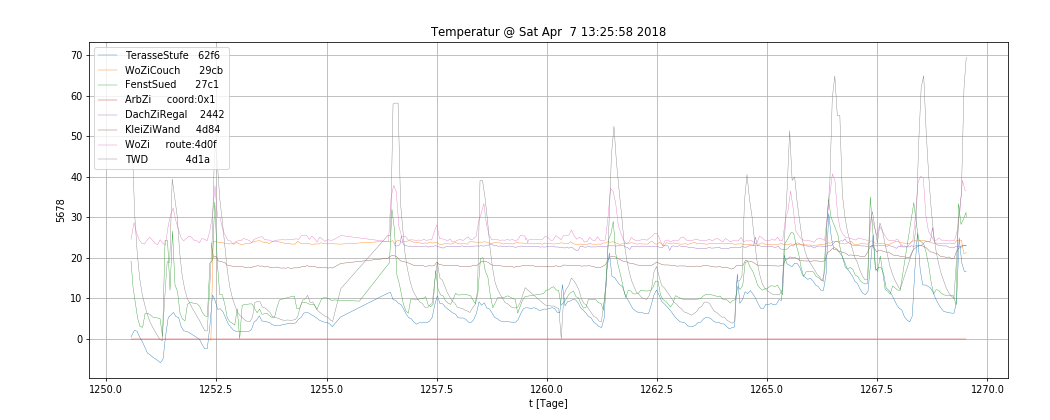 Temperatur @ Sat Apr  7 13:25:58 2018
70
60
50
40
30
20
10
0
5678
TerasseStufe 62f6
WoZiCouch 29cb
FenstSued 27c1
ArbZi coord:0x1
DachZiRegal 2442
KleiZiWand 4d84
WoZi route:4d0f
TWD 4d1a
1250.0 1252.5 1255.0 1257.5 1260.0 1262.5 1265.0 1267.5 1270.0
t [Tage]